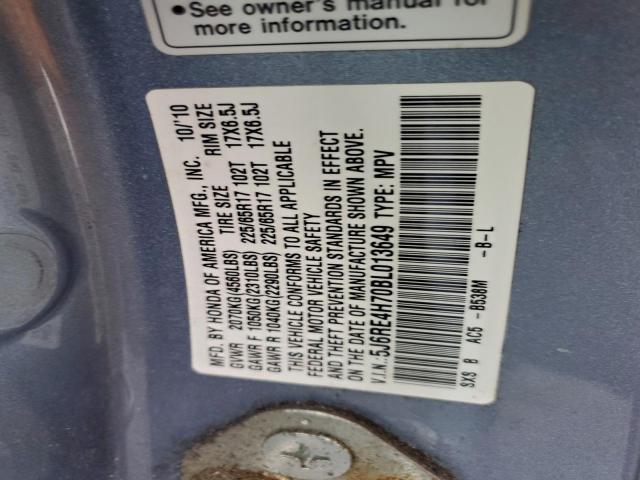 •See owner's manual for
more information.
MFD. BY HONDA OF AMERICA MFG., INC. 10/'10
GVWR 2070KG(4560LBS) TIRE SIZE RIM SIZE
GAWR F 1050KG(2310LBS) 225/65R17 102T 17X6.5J
GAWR R 1040KG(2290LBS) 225/65R17 102T 17X6.5J
THIS VEHICLE CONFORMS TO ALL APPLICABLE
FEDERAL MOTOR VEHICLE SAFETY
AND THEFT PREVENTION STANDARDS IN EFFECT
ON THE DATE OF MANUFACTURE SHOWN ABOVE.
V.I.N.:5J6RE4H70BL013649 TYPE: MPV
SXS B AC5 -B538M -B-L